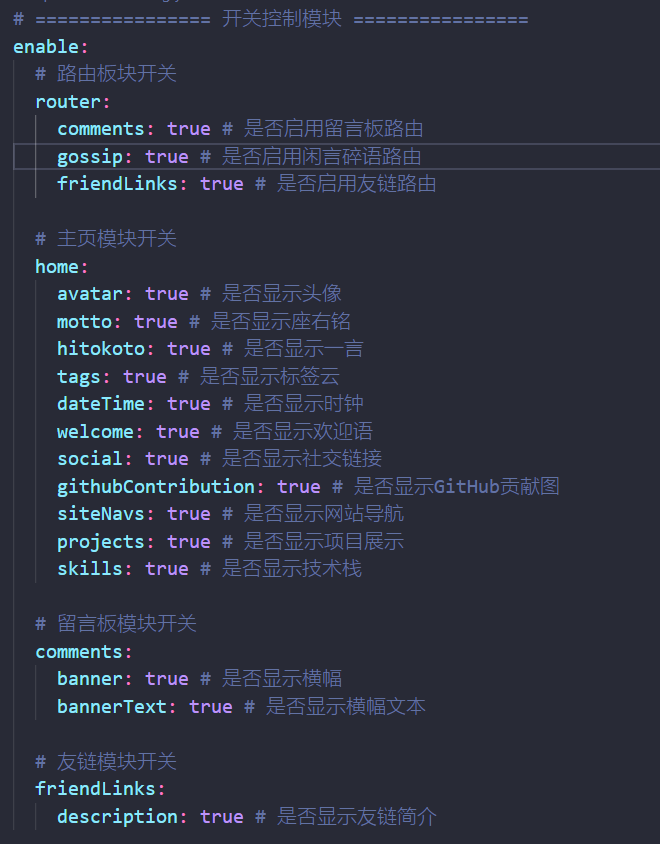 # ================ 开关控制模块 ================
enable:
  # 路由板块开关
  router:
    comments: true # 是否启用留言板路由
    gossip: true # 是否启用闲言碎语路由
    friendLinks: true # 是否启用友链路由

  # 主页模块开关
  home:
    avatar: true # 是否显示头像
    motto: true # 是否显示座右铭
    hitokoto: true # 是否显示一言
    tags: true # 是否显示标签云
    dateTime: true # 是否显示时钟
    welcome: true # 是否显示欢迎语
    social: true # 是否显示社交链接
    githubContribution: true # 是否显示GitHub贡献图
    siteNavs: true # 是否显示网站导航
    projects: true # 是否显示项目展示
    skills: true # 是否显示技术栈

  # 留言板模块开关
  comments:
    banner: true # 是否显示横幅
    bannerText: true # 是否显示横幅文本

  # 友链模块开关
  friendLinks:
    description: true # 是否显示友链简介